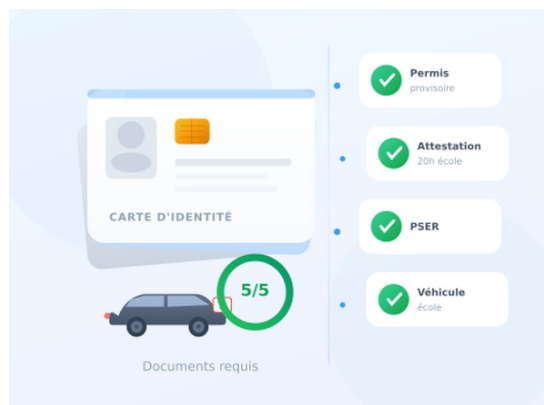 CARTE D'IDENTITÉ
5/5
Documents requis
Permis
provisoire
Attestation
20h école
PSER
Véhicule
école